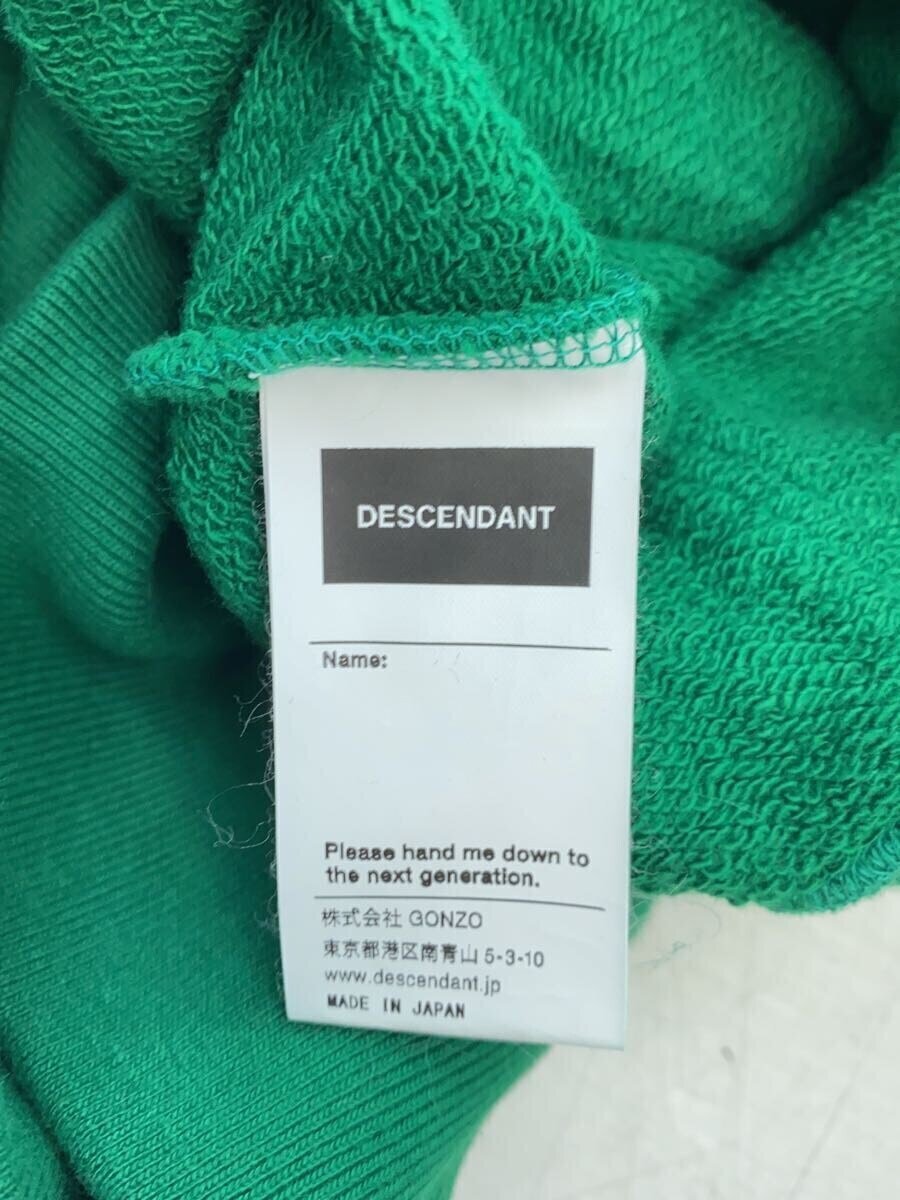 DESCENDANT
Name:
Please hand me down to
the next generation.
株式会社 GONZO
東京都港区南青山 5-3-10
www.descendant.jp
MADE IN JAPAN